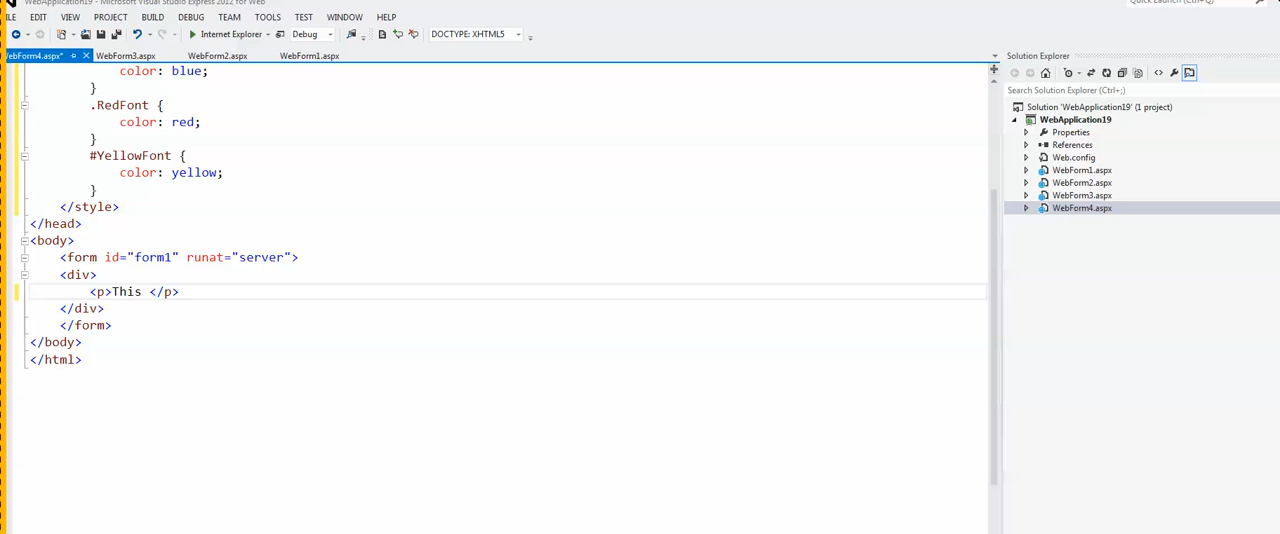 WebApplication19 - Microsoft Visual Studio Express 2012 for Web
Quick Launch (Ctrl+Q)
ILE EDIT VIEW PROJECT BUILD DEBUG TEAM TOOLS TEST WINDOW HELP
Internet Explorer Debug DOCTYPE: XHTML5
WebForm4.aspx* WebForm3.aspx WebForm2.aspx WebForm1.aspx
color: blue;
}
.RedFont {
color: red;
}
#YellowFont {
color: yellow;
}
</style>
</head>
<body>
<form id="form1" runat="server">
<div>
<p>This </p>
</div>
</form>
</body>
</html>
Solution Explorer
Search Solution Explorer (Ctrl+;)
Solution 'WebApplication19' (1 project)
WebApplication19
Properties
References
Web.config
WebForm1.aspx
WebForm2.aspx
WebForm3.aspx
WebForm4.aspx